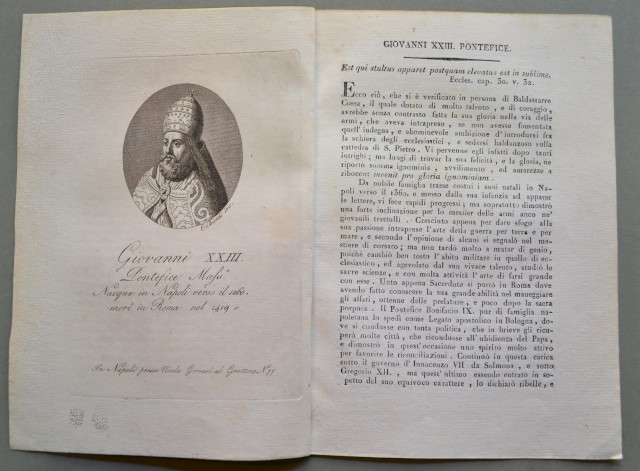 Giovanni XXIII.
Pontefice Mass.º
Nacque in Napoli verso il 1360.
morì in Roma nel 1419.
In Napoli presso Nicola Gervasi al Gigante N.º 23
GIOVANNI XXIII. PONTEFICE.
Est qui stultus apparet postquam elevatus est in sublime.
Eccles. cap. 30. v. 32.
Ecco ciò, che si è verificato in persona di Baldassarre
Cossa, il quale dotato di molto talento, e di coraggio,
avrebbe senza contrasto fatta la sua gloria nella via delle
armi, che aveva intrapreso, se non avesse fomentata
quell'indegna, e abominevole ambizione d'introdursi fra
la schiera degli ecclesiastici, e sedersi baldanzoso sulla
cattedra di S. Pietro. Vi pervenne egli infatti dopo tanti
intrighi; ma lungi di trovar la sua felicità, e la gloria, ne
riportò somma ignominia, avvilimento, ed amarezze a
ribocco: invenit pro gloria ignominiam.
Da nobile famiglia trasse costui i suoi natali in Na-
poli verso il 1360. e messo dalla sua infanzia ad apparar
le lettere, vi fece rapidi progressi; ma soprattutto dimostrò
una forte inclinazione per lo mestier delle armi anco ne'
giovanili trastulli. Cresciuto appena per dare sfogo alla
sua passione intraprese l'arte della guerra per terra e per
mare, e secondo l'opinione di alcuni si segnalò nel me-
stiere di corsaro; ma non tardò molto a mutar di genio,
poichè cambiò ben tosto l'abito militare in quello di ec-
clesiastico, ed agevolato dal suo vivace talento, studiò le
sacre scienze, e con molta attività l'arte di farsi grande
con esse. Unto appena Sacerdote si portò in Roma dove
avendo fatto conoscere la sua grande abilità nel maneggiare
gli affari, ottenne delle prelature, e poco dopo la sacra
porpora. Il Pontefice Bonifacio IX. pur di famiglia na-
poletana lo spedì come Legato apostolico in Bologna, do-
ve si condusse con tanta politica, che in brieve gli riu-
perà molte città, che ricondusse all'ubidienza del Papa,
e dimostrò in quest'occasione uno spirito molto attivo
per favorire le riconciliazioni. Continuò in questa carica
sotto il governo d'Innocenzo VII da Sulmona, e sotto
Gregorio XII, ma quest'ultimo essendo entrato in so-
petto del suo equivoco carattere, lo dichiarò ribelle, e